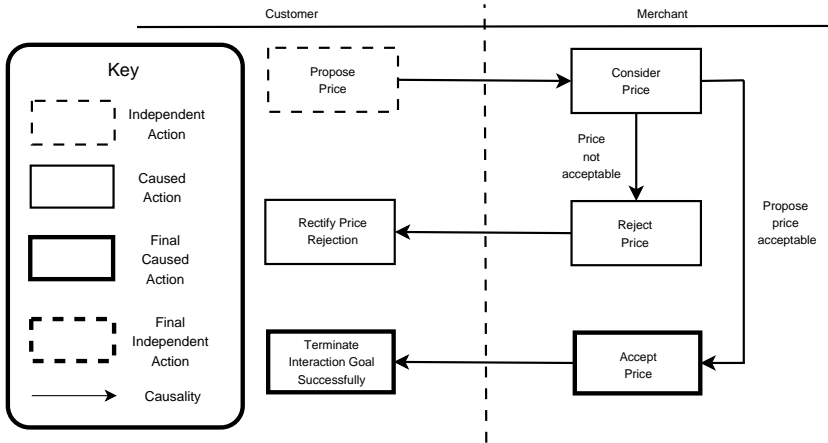 Customer
Merchant
Key
Independent
Action
Caused
Action
Final
Caused
Action
Final
Independent
Action
Causality
Propose
Price
Consider
Price
Price
not
acceptable
Propose
price
acceptable
Rectify Price
Rejection
Reject
Price
Terminate
Interaction Goal
Successfully
Accept
Price